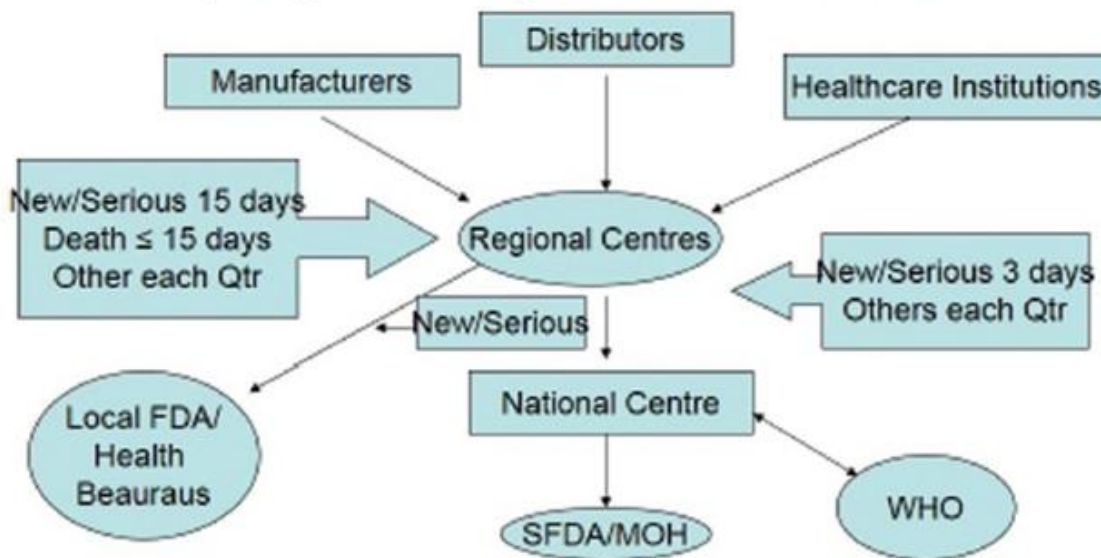 Distributors
Manufacturers
Healthcare Institutions
New/Serious 15 days
Death ≤ 15 days
Other each Qtr
Regional Centres
New/Serious 3 days
Others each Qtr
New/Serious
Local FDA/
Health
Beauraus
National Centre
SFDA/MOH
WHO